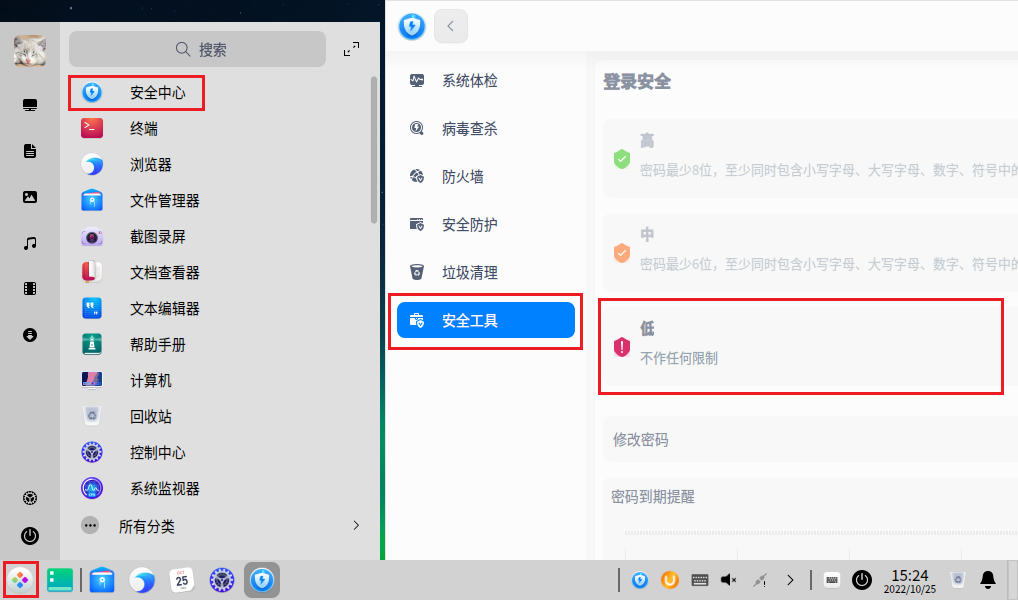 搜索
安全中心
终端
浏览器
文件管理器
截图录屏
文档查看器
文本编辑器
帮助手册
计算机
回收站
控制中心
系统监视器
所有分类
系统体检
病毒查杀
防火墙
安全防护
垃圾清理
安全工具
登录安全
高
密码最少8位，至少同时包含小写字母、大写字母、数字、符号中的
中
密码最少6位，至少同时包含小写字母、大写字母、数字、符号中的
低
不作任何限制
修改密码
密码到期提醒
OCT
25
15:24
2022/10/25